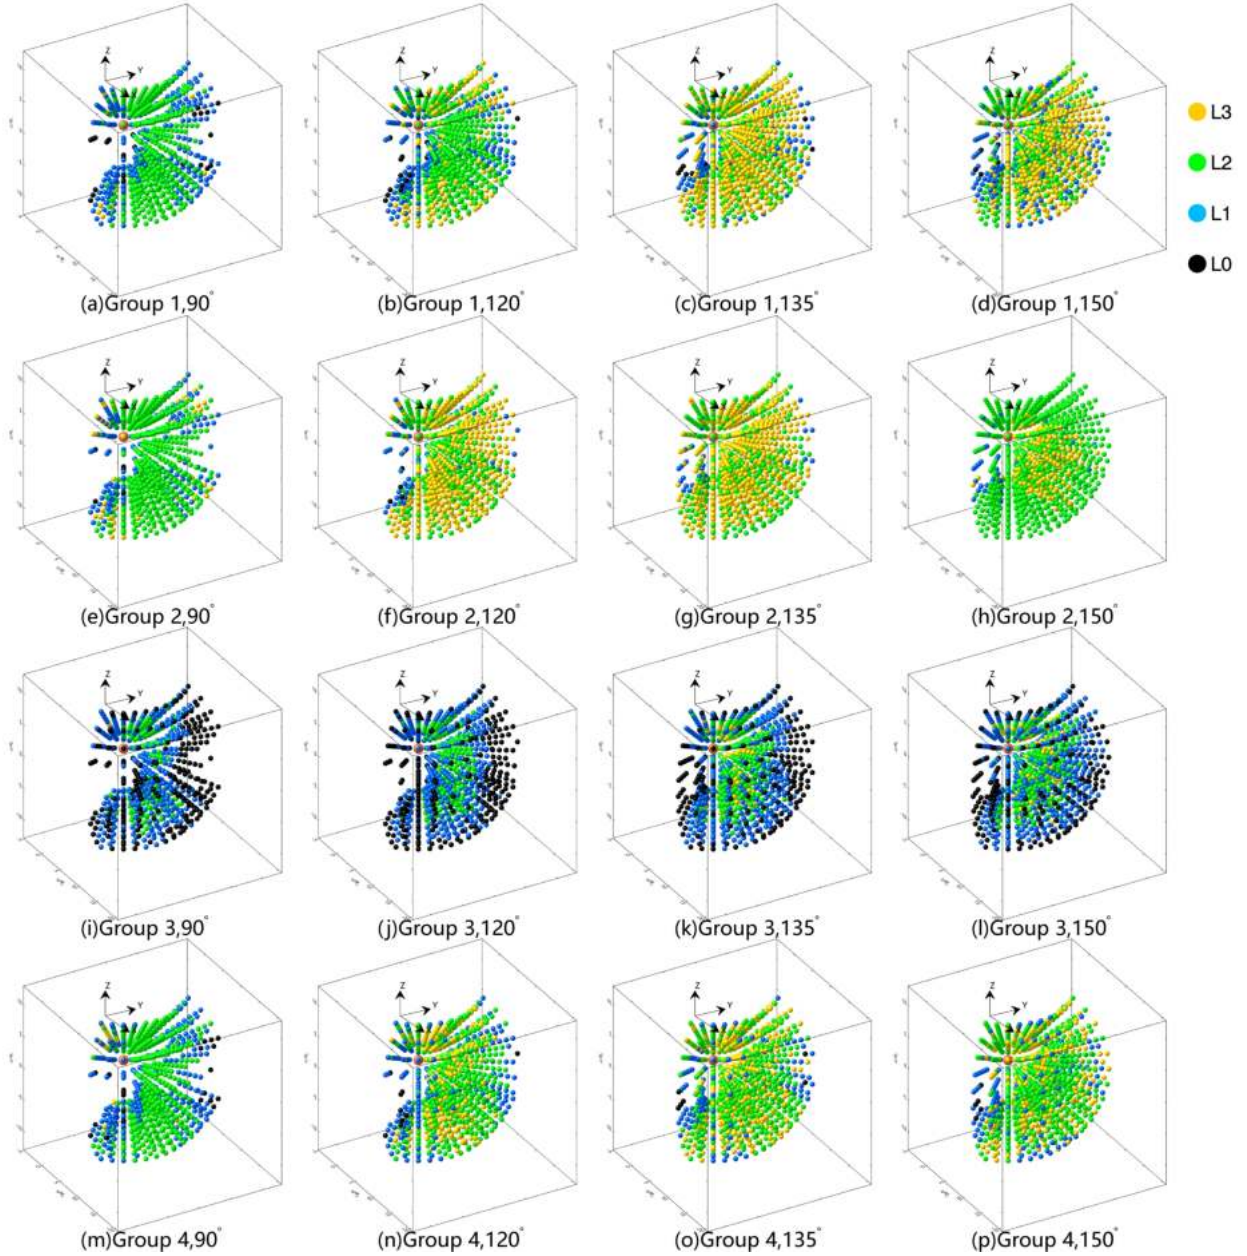 Z
Y
Z
Y
Z
Y
Z
Y
L3
L2
L1
L0
(a)Group 1,90°
(b)Group 1,120°
(c)Group 1,135°
(d)Group 1,150°
Z
Y
Z
Y
Z
Y
Z
Y
(e)Group 2,90°
(f)Group 2,120°
(g)Group 2,135°
(h)Group 2,150°
Z
Y
Z
Y
Z
Y
Z
Y
(i)Group 3,90°
(j)Group 3,120°
(k)Group 3,135°
(l)Group 3,150°
Z
Y
Z
Y
Z
Y
Z
Y
(m)Group 4,90°
(n)Group 4,120°
(o)Group 4,135°
(p)Group 4,150°